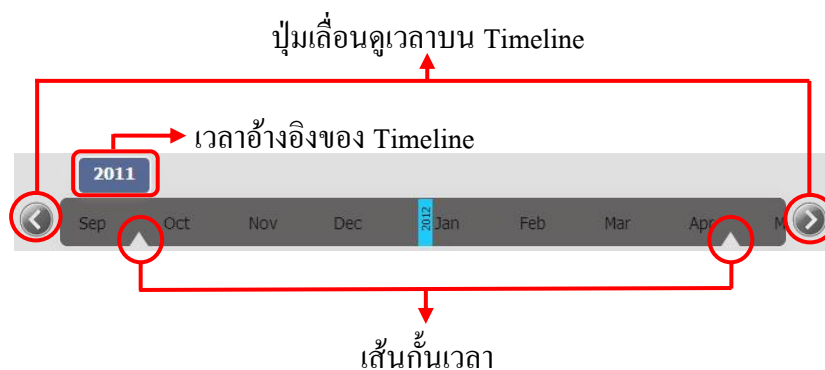 ปุ่มเลื่อนดูเวลาบน Timeline
เวลาอ้างอิงของ Timeline
2011
Sep Oct Nov Dec 2012 Jan Feb Mar Apr M
เส้นกั้นเวลา